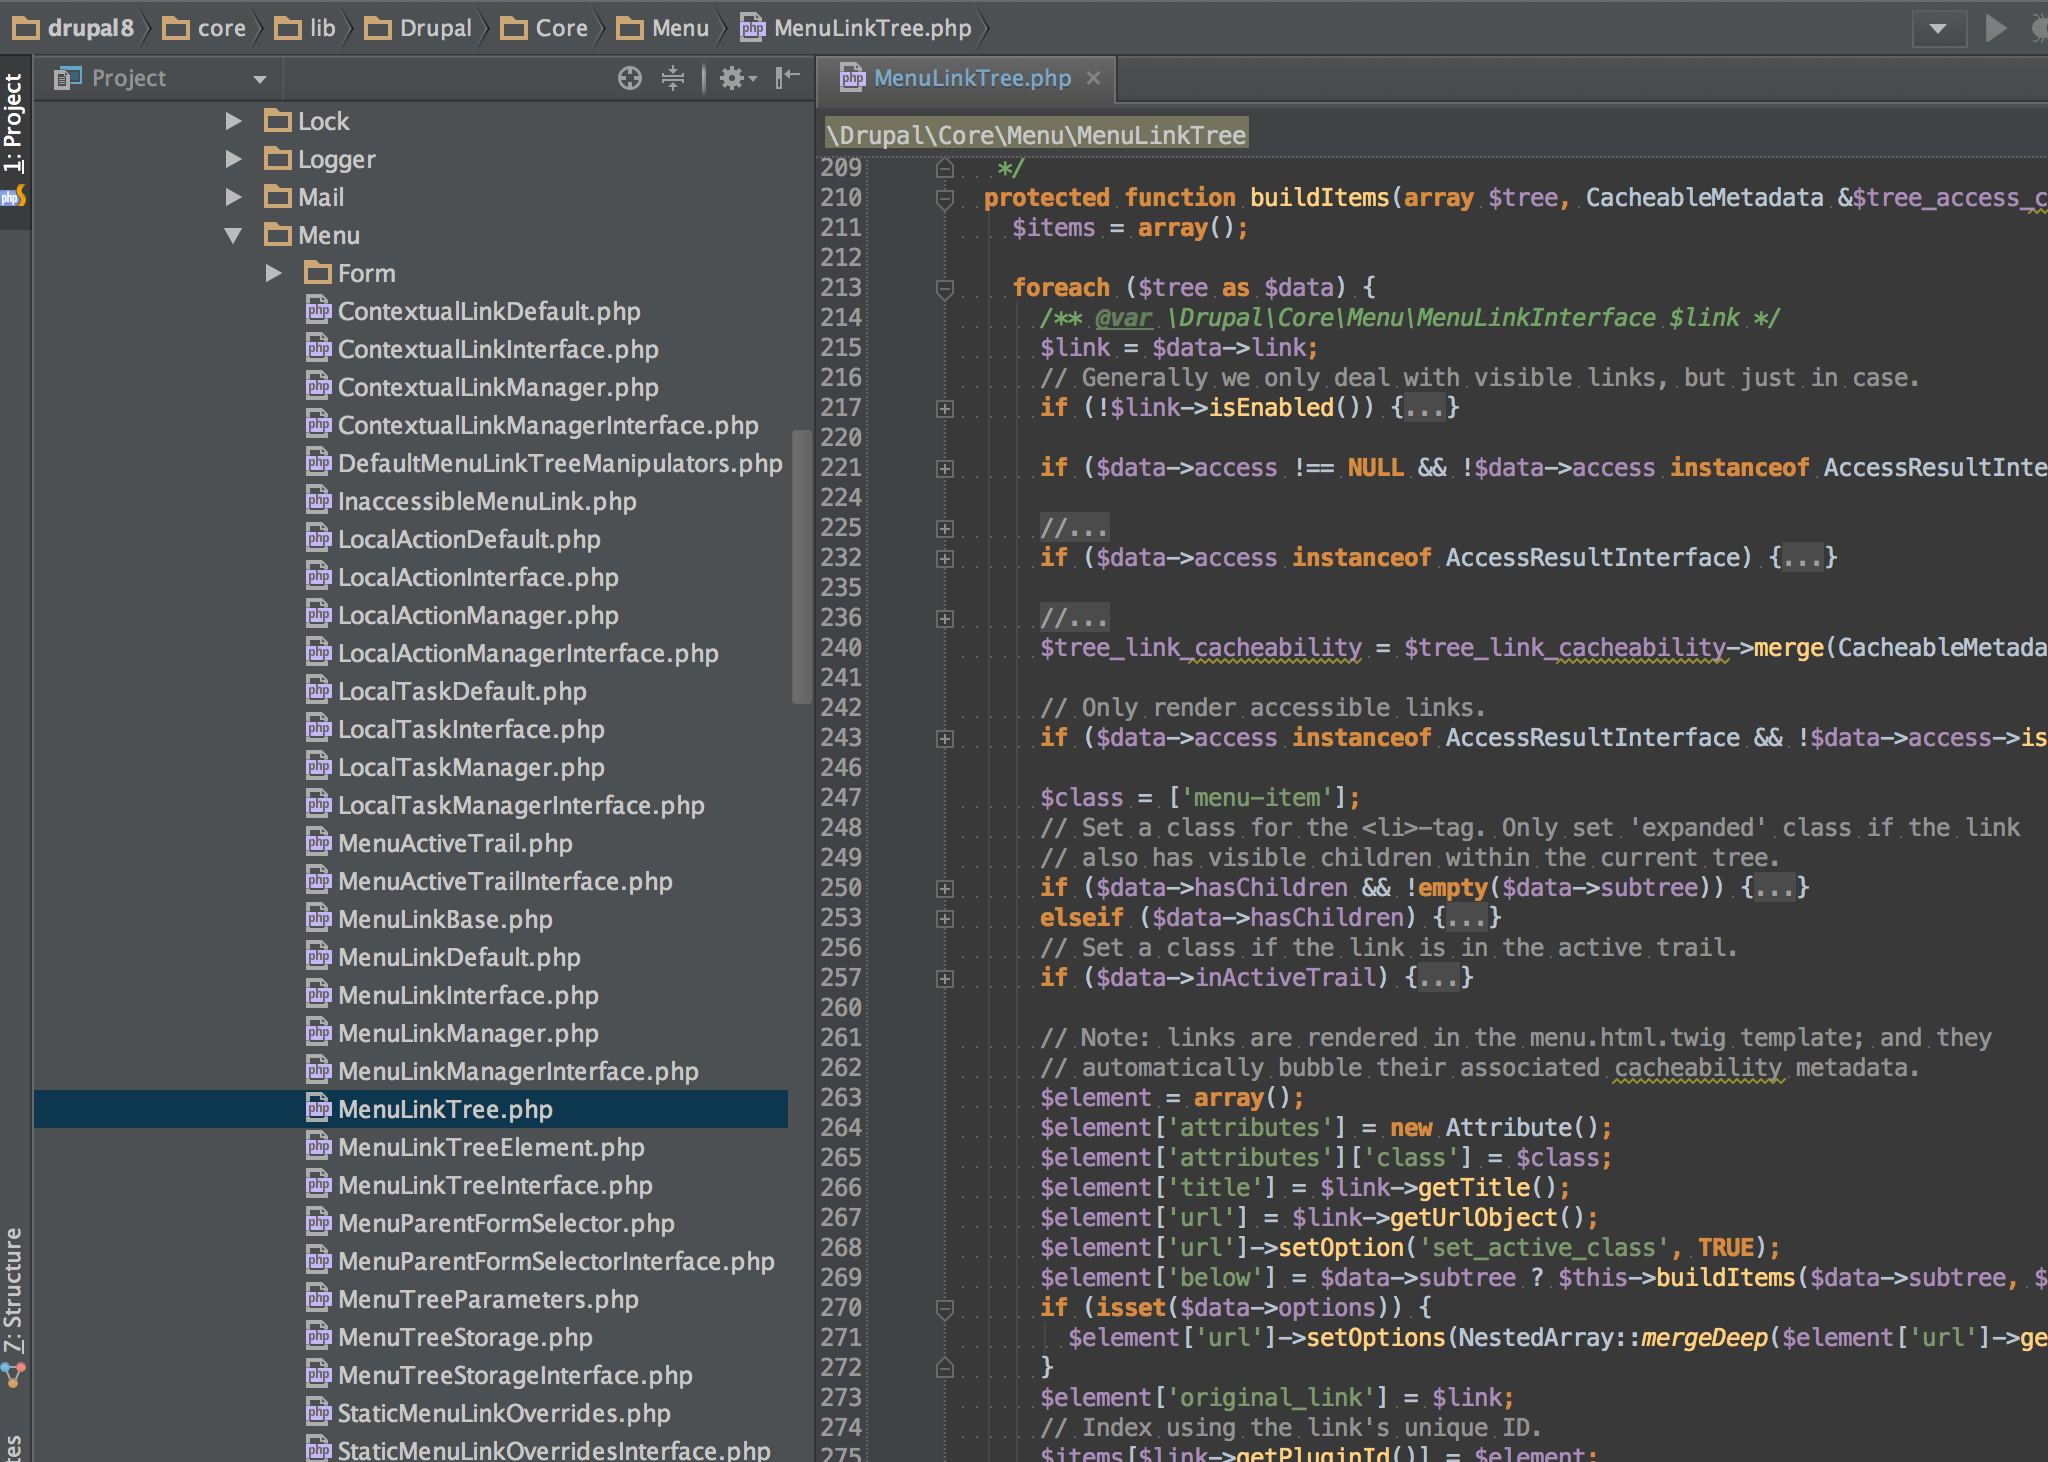 drupal8 core lib Drupal Core Menu MenuLinkTree.php
1: Project
7: Structure
Project
Lock
Logger
Mail
Menu
Form
ContextualLinkDefault.php
ContextualLinkInterface.php
ContextualLinkManager.php
ContextualLinkManagerInterface.php
DefaultMenuLinkTreeManipulators.php
InaccessibleMenuLink.php
LocalActionDefault.php
LocalActionInterface.php
LocalActionManager.php
LocalActionManagerInterface.php
LocalTaskDefault.php
LocalTaskInterface.php
LocalTaskManager.php
LocalTaskManagerInterface.php
MenuActiveTrail.php
MenuActiveTrailInterface.php
MenuLinkBase.php
MenuLinkDefault.php
MenuLinkInterface.php
MenuLinkManager.php
MenuLinkManagerInterface.php
MenuLinkTree.php
MenuLinkTreeElement.php
MenuLinkTreeInterface.php
MenuParentFormSelector.php
MenuParentFormSelectorInterface.php
MenuTreeParameters.php
MenuTreeStorage.php
MenuTreeStorageInterface.php
StaticMenuLinkOverrides.php
StaticMenuLinkOverridesInterface.php
MenuLinkTree.php
\Drupal\Core\Menu\MenuLinkTree
209 */
210 protected function buildItems(array $tree, CacheableMetadata &$tree_access_c
211 $items = array();
212
213 foreach ($tree as $data) {
214 /** @var \Drupal\Core\Menu\MenuLinkInterface $link */
215 $link = $data->link;
216 // Generally we only deal with visible links, but just in case.
217 if (!$link->isEnabled()) {...}
220
221 if ($data->access !== NULL && !$data->access instanceof AccessResultInte
224
225 //...
232 if ($data->access instanceof AccessResultInterface) {...}
235
236 //...
240 $tree_link_cacheability = $tree_link_cacheability->merge(CacheableMetada
241
242 // Only render accessible links.
243 if ($data->access instanceof AccessResultInterface && !$data->access->is
246
247 $class = ['menu-item'];
248 // Set a class for the <li>-tag. Only set 'expanded' class if the link
249 // also has visible children within the current tree.
250 if ($data->hasChildren && !empty($data->subtree)) {...}
253 elseif ($data->hasChildren) {...}
256 // Set a class if the link is in the active trail.
257 if ($data->inActiveTrail) {...}
260
261 // Note: links are rendered in the menu.html.twig template; and they
262 // automatically bubble their associated cacheability metadata.
263 $element = array();
264 $element['attributes'] = new Attribute();
265 $element['attributes']['class'] = $class;
266 $element['title'] = $link->getTitle();
267 $element['url'] = $link->getUrlObject();
268 $element['url']->setOption('set_active_class', TRUE);
269 $element['below'] = $data->subtree ? $this->buildItems($data->subtree, $
270 if (isset($data->options)) {
271 $element['url']->setOptions(NestedArray::mergeDeep($element['url']->ge
272 }
273 $element['original_link'] = $link;
274 // Index using the link's unique ID.
275 $items[$link->getPluginId()] = $element;